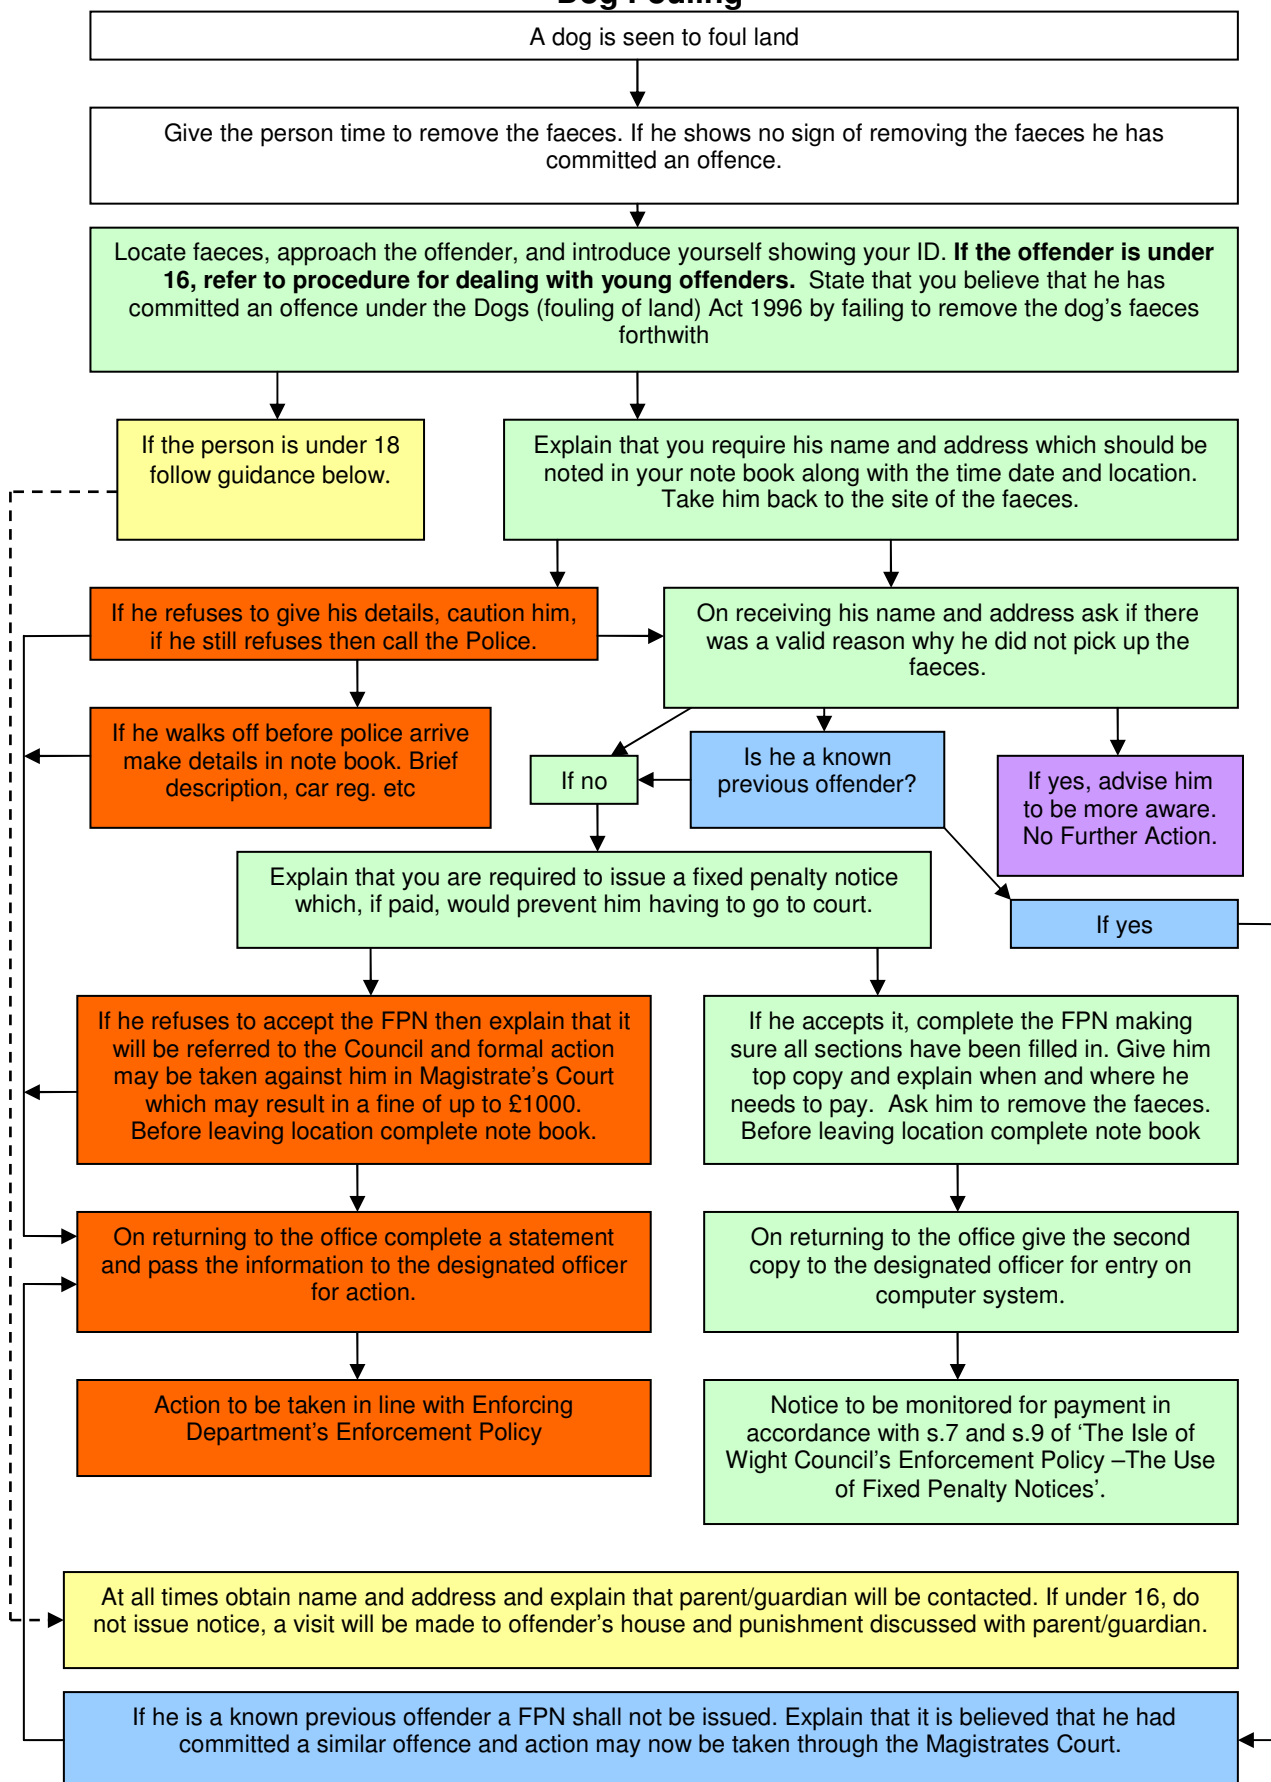 Dog Fouling
A dog is seen to foul land
Give the person time to remove the faeces. If he shows no sign of removing the faeces he has
committed an offence.
Locate faeces, approach the offender, and introduce yourself showing your ID. If the offender is under
16, refer to procedure for dealing with young offenders. State that you believe that he has
committed an offence under the Dogs (fouling of land) Act 1996 by failing to remove the dog's faeces
forthwith
If the person is under 18
follow guidance below.
Explain that you require his name and address which should be
noted in your note book along with the time date and location.
Take him back to the site of the faeces.
If he refuses to give his details, caution him,
if he still refuses then call the Police.
On receiving his name and address ask if there
was a valid reason why he did not pick up the
faeces.
If he walks off before police arrive
make details in note book. Brief
description, car reg. etc
If no
Is he a known
previous offender?
If yes, advise him
to be more aware.
No Further Action.
Explain that you are required to issue a fixed penalty notice
which, if paid, would prevent him having to go to court.
If yes
If he refuses to accept the FPN then explain that it
will be referred to the Council and formal action
may be taken against him in Magistrate's Court
which may result in a fine of up to £1000.
Before leaving location complete note book.
If he accepts it, complete the FPN making
sure all sections have been filled in. Give him
top copy and explain when and where he
needs to pay. Ask him to remove the faeces.
Before leaving location complete note book
On returning to the office complete a statement
and pass the information to the designated officer
for action.
On returning to the office give the second
copy to the designated officer for entry on
computer system.
Action to be taken in line with Enforcing
Department's Enforcement Policy
Notice to be monitored for payment in
accordance with s.7 and s.9 of 'The Isle of
Wight Council's Enforcement Policy –The Use
of Fixed Penalty Notices'.
At all times obtain name and address and explain that parent/guardian will be contacted. If under 16, do
not issue notice, a visit will be made to offender's house and punishment discussed with parent/guardian.
If he is a known previous offender a FPN shall not be issued. Explain that it is believed that he had
committed a similar offence and action may now be taken through the Magistrates Court.